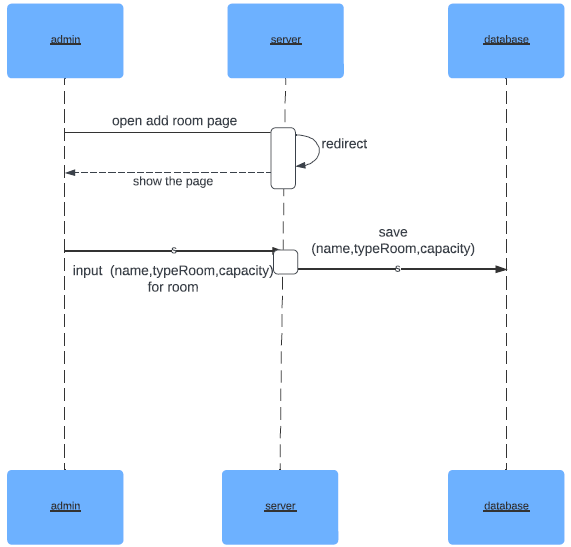 admin
server
database
open add room page
redirect
show the page
save
(name,typeRoom,capacity)
s
input (name,typeRoom,capacity)
for room
s
admin
server
database